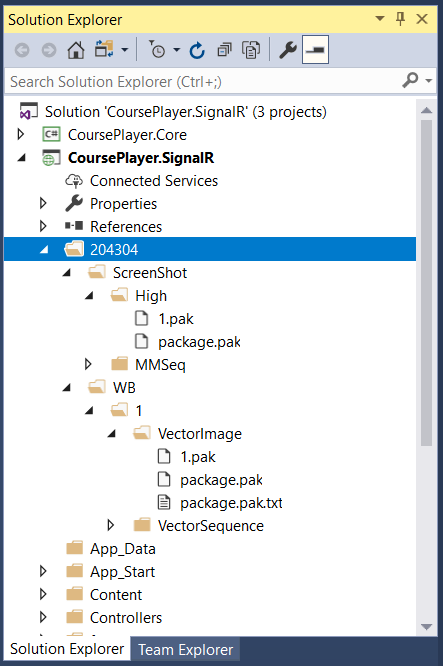 Solution Explorer
Search Solution Explorer (Ctrl+;)
Solution 'CoursePlayer.SignalR' (3 projects)
C# CoursePlayer.Core
CoursePlayer.SignalR
Connected Services
Properties
References
204304
ScreenShot
High
1.pak
package.pak
MMSeq
WB
1
VectorImage
1.pak
package.pak
package.pak.txt
VectorSequence
App_Data
App_Start
Content
Controllers
Solution Explorer Team Explorer